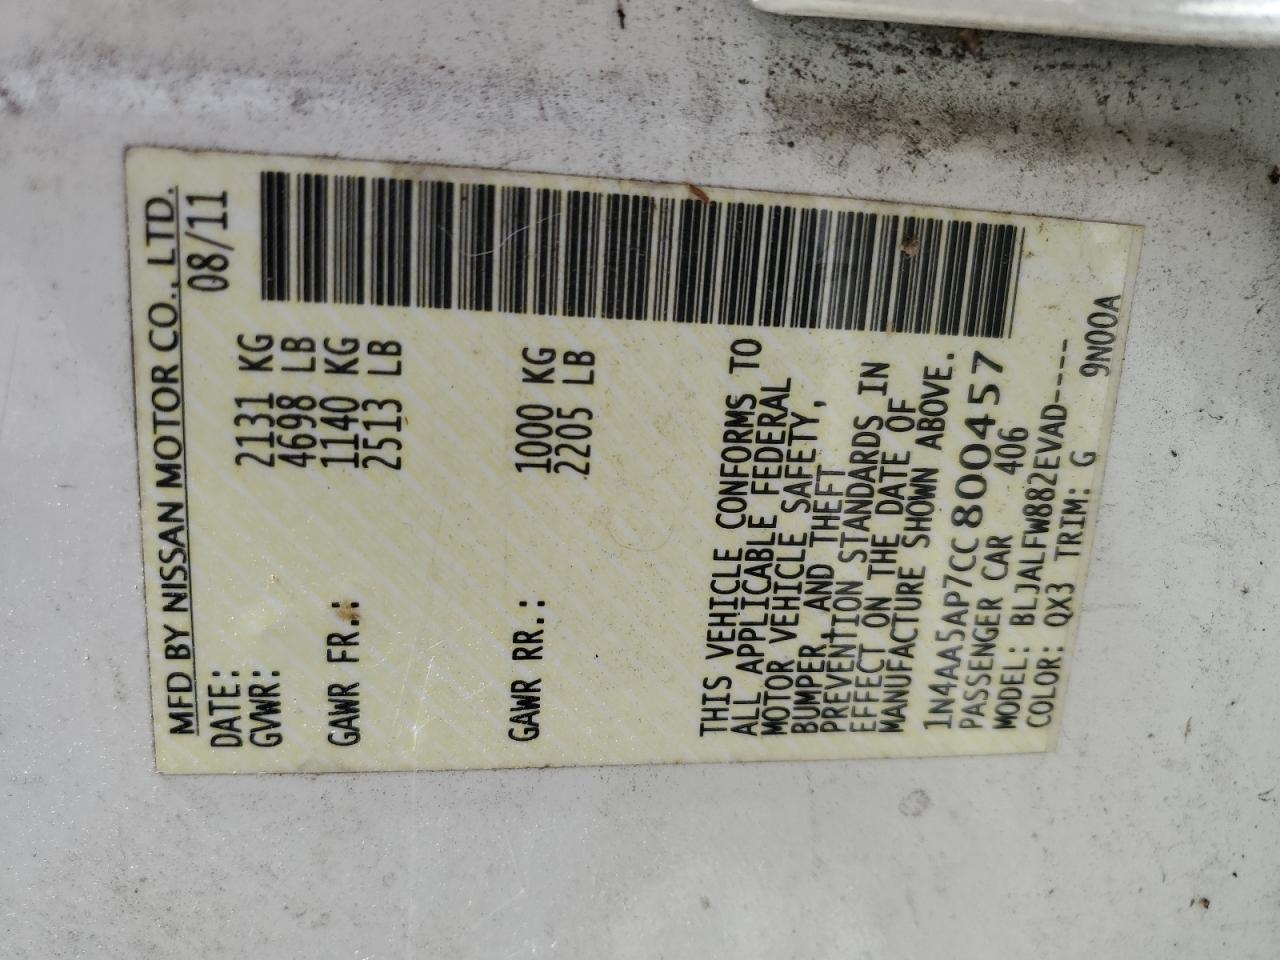 MFD BY NISSAN MOTOR CO., LTD.
DATE: 08/11
GVWR: 2131 KG
4698 LB
GAWR FR.: 1140 KG
2513 LB
GAWR RR.: 1000 KG
2205 LB
THIS VEHICLE CONFORMS TO
ALL APPLICABLE FEDERAL
MOTOR VEHICLE SAFETY,
BUMPER, AND THEFT
PREVENTION STANDARDS IN
EFFECT ON THE DATE OF
MANUFACTURE SHOWN ABOVE.
1N4AA5AP7CC800457
PASSENGER CAR 406
MODEL: BLJALFW882EVAD----
COLOR: QX3 TRIM: G 9N00A